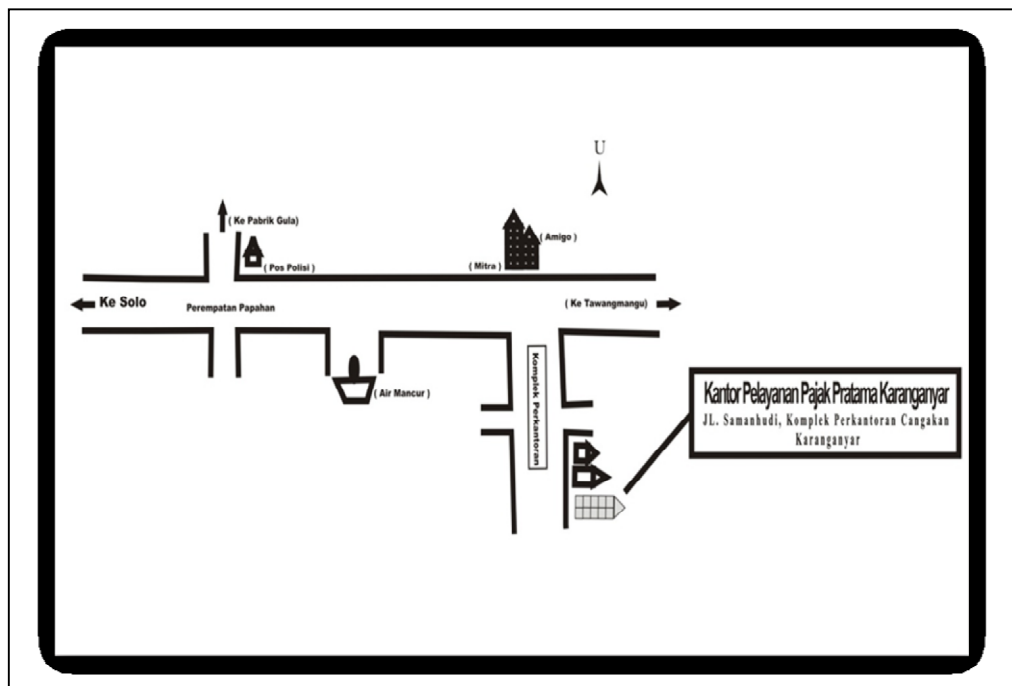 U
( Ke Pabrik Gula)
( Amigo )
( Pos Polisi )
( Mitra )
Ke Solo
Perempatan Papahan
( Ke Tawangmangu)
Komplek Perkantoran
( Air Mancur )
Kantor Pelayanan Pajak Pratama Karanganyar
JL. Samanhudi, Komplek Perkantoran Cangakan
Karanganyar